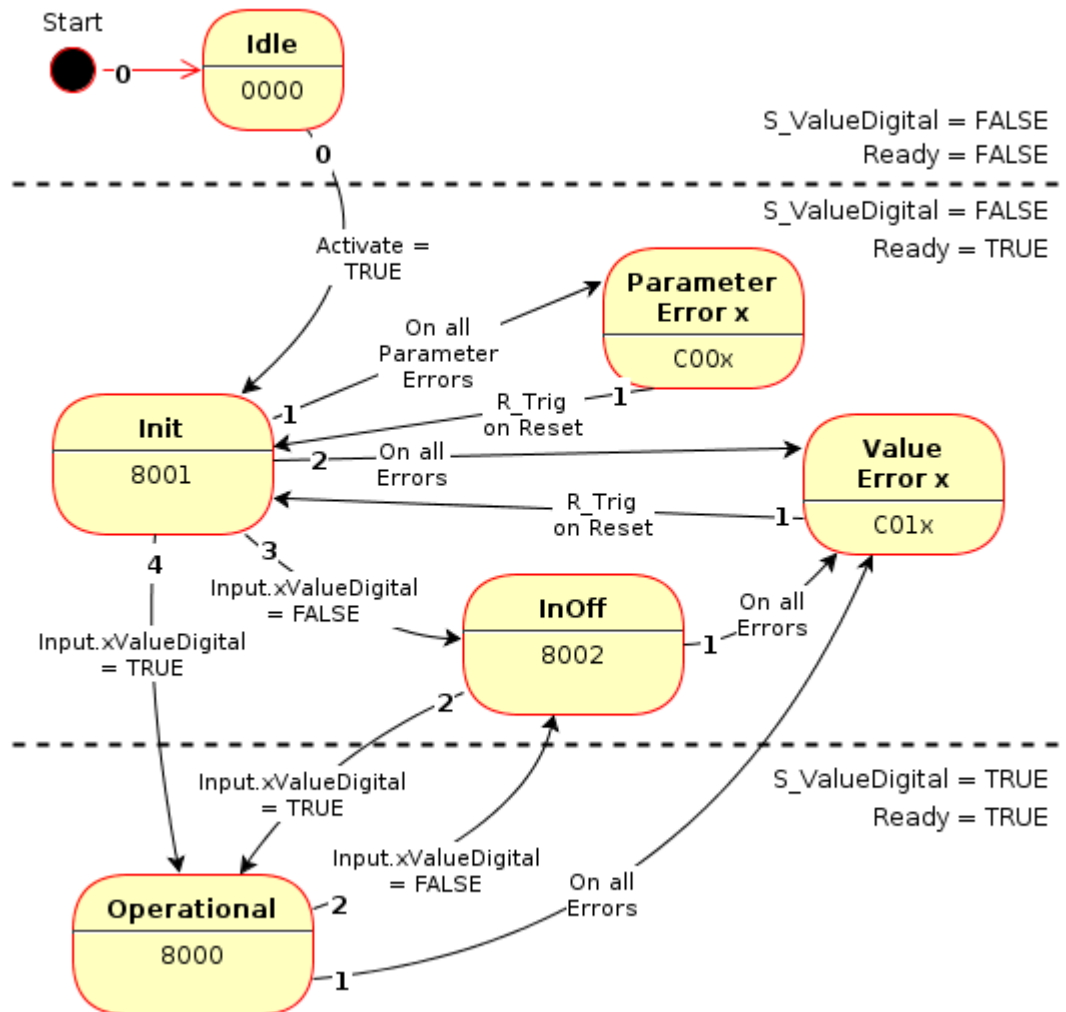 Start
Idle
0000
0
0
S_ValueDigital = FALSE
Ready = FALSE
S_ValueDigital = FALSE
Ready = TRUE
Activate =
TRUE
Parameter
Error x
C00x
On all
Parameter
Errors
1
1
R_Trig
on Reset
Init
8001
2
On all
Errors
Value
Error x
C01x
R_Trig
on Reset
1
4
3
Input.xValueDigital
= FALSE
InOff
8002
On all
Errors
1
Input.xValueDigital
= TRUE
2
S_ValueDigital = TRUE
Ready = TRUE
Input.xValueDigital
= TRUE
Input.xValueDigital
= FALSE
On all
Errors
Operational
8000
2
1